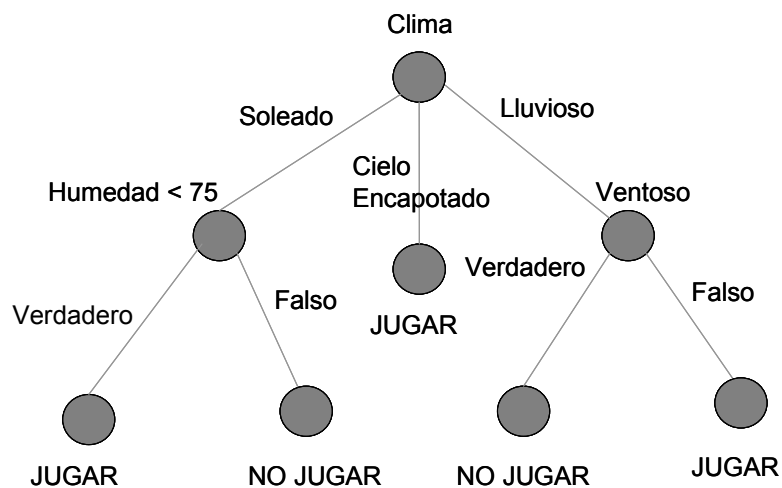 Clima
Soleado
Lluvioso
Cielo
Encapotado
Humedad < 75
Ventoso
Verdadero
Falso
JUGAR
Verdadero
Falso
JUGAR
NO JUGAR
NO JUGAR
JUGAR